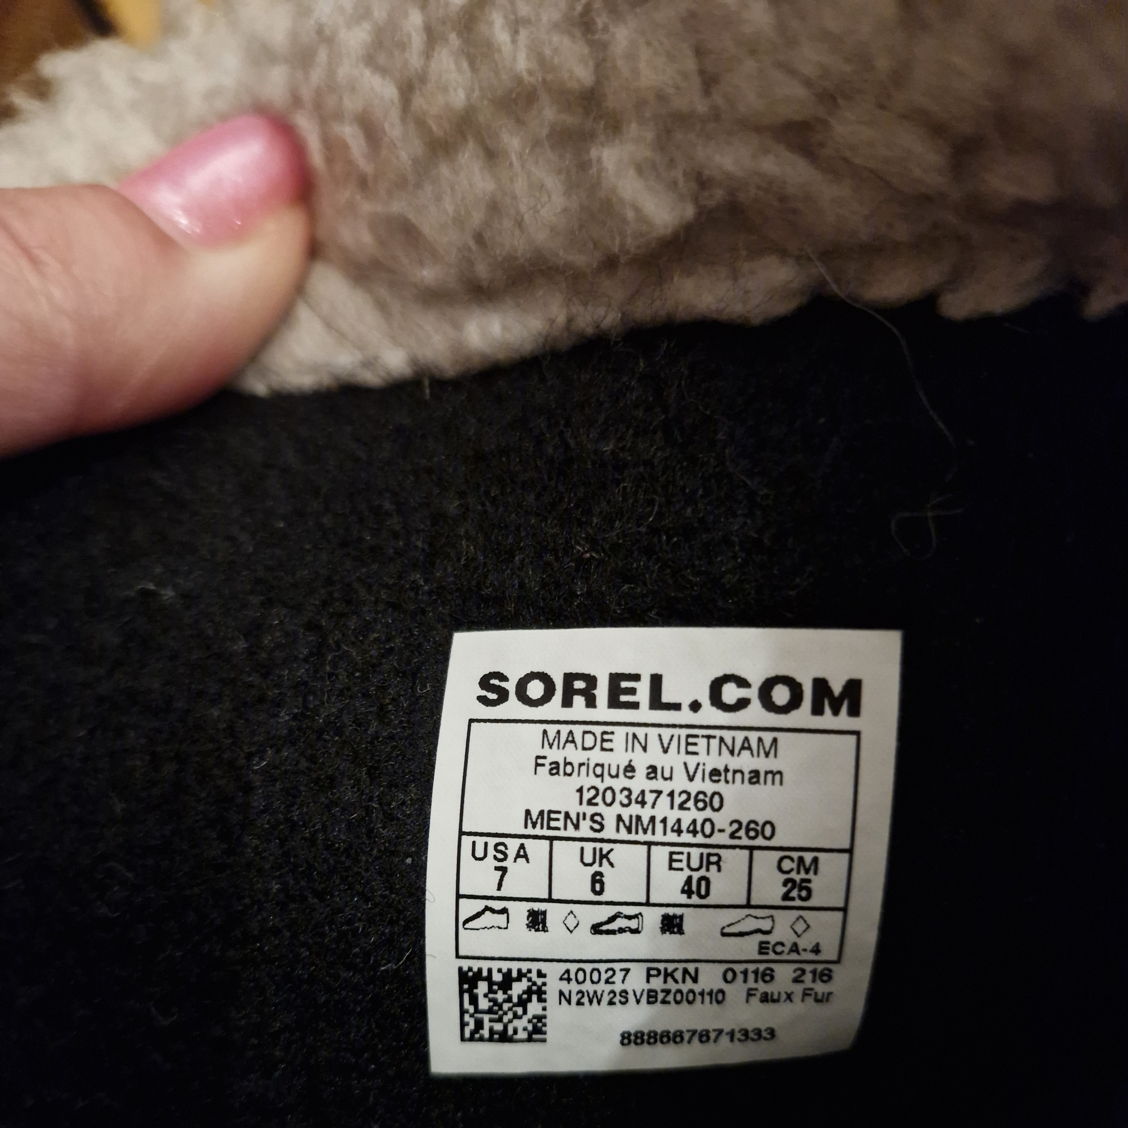 SOREL.COM
MADE IN VIETNAM
Fabriqué au Vietnam
1203471260
MEN'S NM1440-260
USA UK EUR CM
7 6 40 25
ECA-4
40027 PKN 0116 216
N2W2SVBZ00110 Faux Fur
888667671333